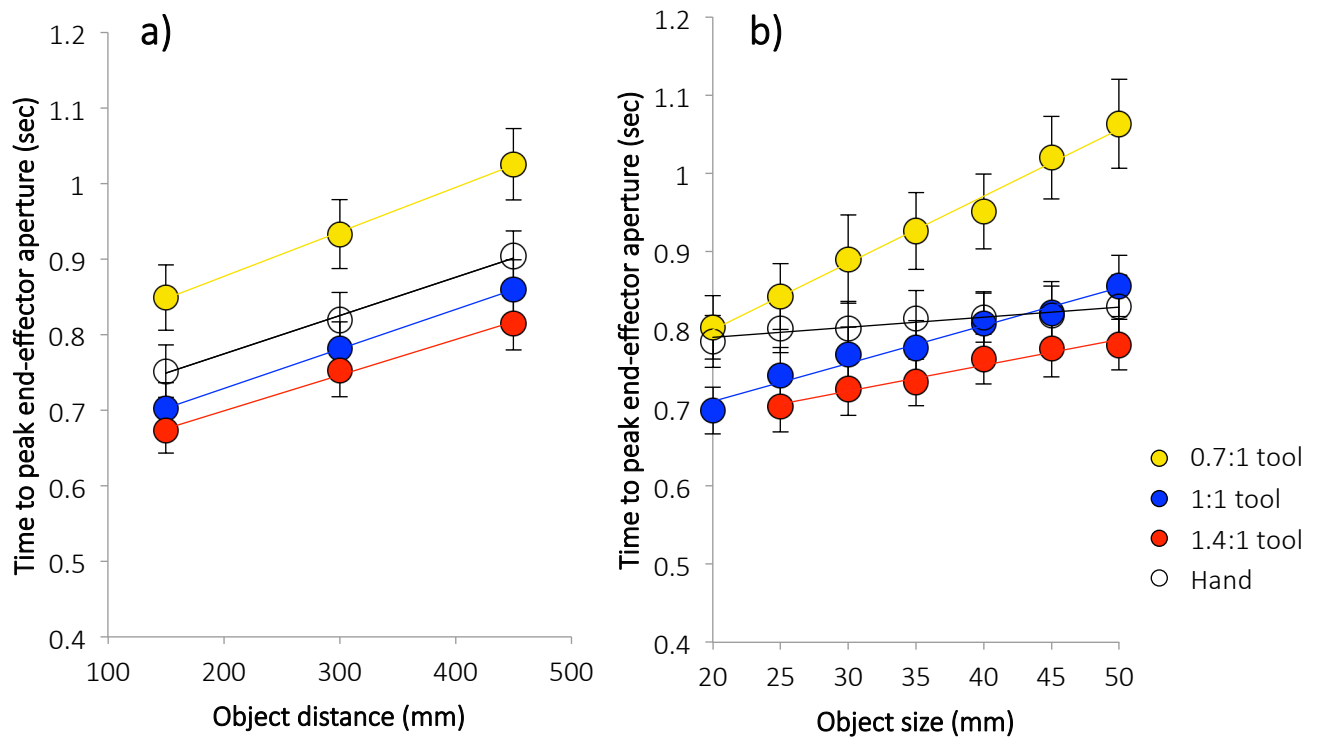 a)
Time to peak end-effector aperture (sec)
1.2
1.1
1
0.9
0.8
0.7
0.6
0.5
0.4
100 200 300 400 500
Object distance (mm)
b)
Time to peak end-effector aperture (sec)
1.2
1.1
1
0.9
0.8
0.7
0.6
0.5
0.4
20 25 30 35 40 45 50
Object size (mm)
0.7:1 tool
1:1 tool
1.4:1 tool
Hand